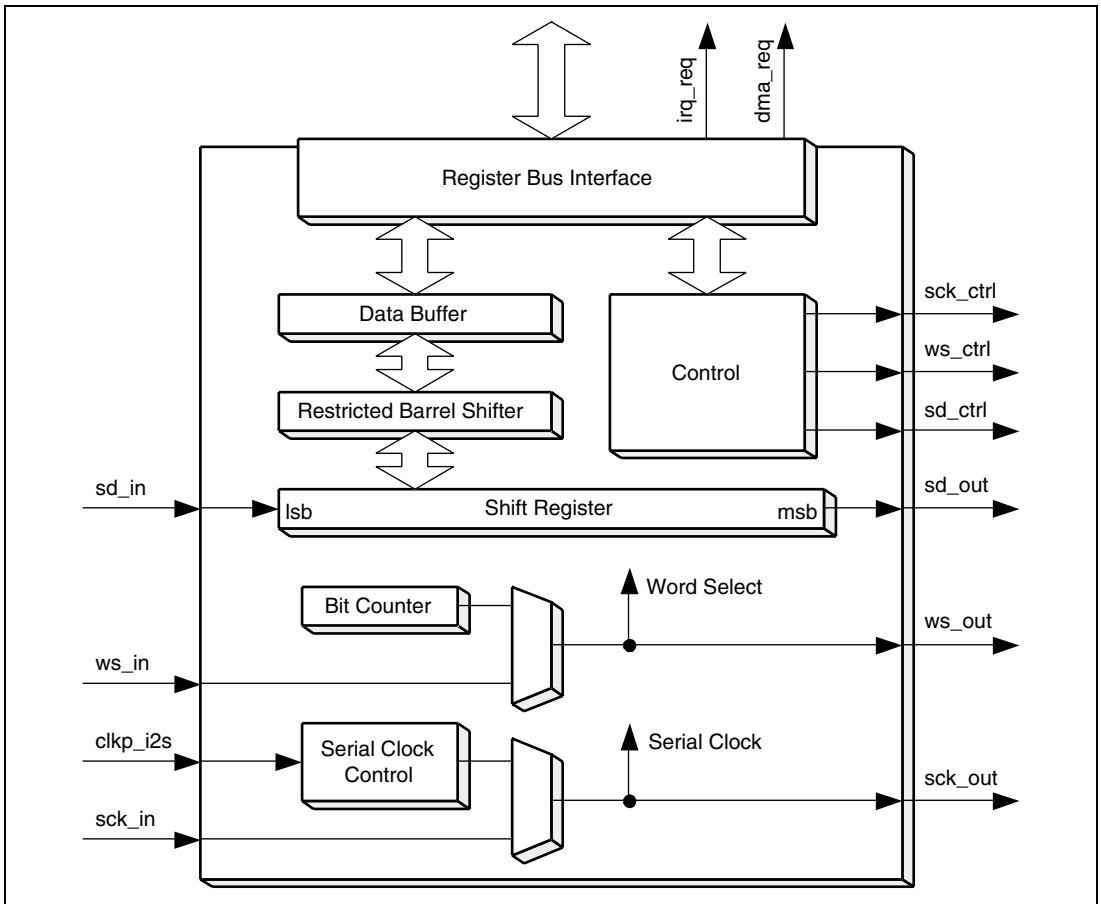 irq_req
dma_req
Register Bus Interface
Data Buffer
Control
sck_ctrl
ws_ctrl
Restricted Barrel Shifter
sd_ctrl
sd_in
lsb
Shift Register
msb
sd_out
Bit Counter
Word Select
ws_out
ws_in
clkp_i2s
Serial Clock
Control
Serial Clock
sck_out
sck_in